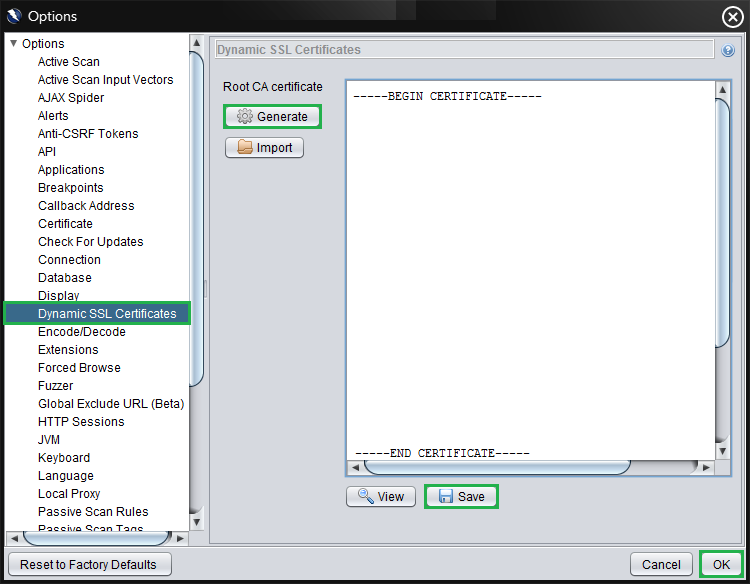 Options
Options
Active Scan
Active Scan Input Vectors
AJAX Spider
Alerts
Anti-CSRF Tokens
API
Applications
Breakpoints
Callback Address
Certificate
Check For Updates
Connection
Database
Display
Dynamic SSL Certificates
Encode/Decode
Extensions
Forced Browse
Fuzzer
Global Exclude URL (Beta)
HTTP Sessions
JVM
Keyboard
Language
Local Proxy
Passive Scan Rules
Passive Scan Tags
Dynamic SSL Certificates
?
Root CA certificate
Generate
Import
-----BEGIN CERTIFICATE-----
-----END CERTIFICATE-----
View
Save
Reset to Factory Defaults
Cancel
OK